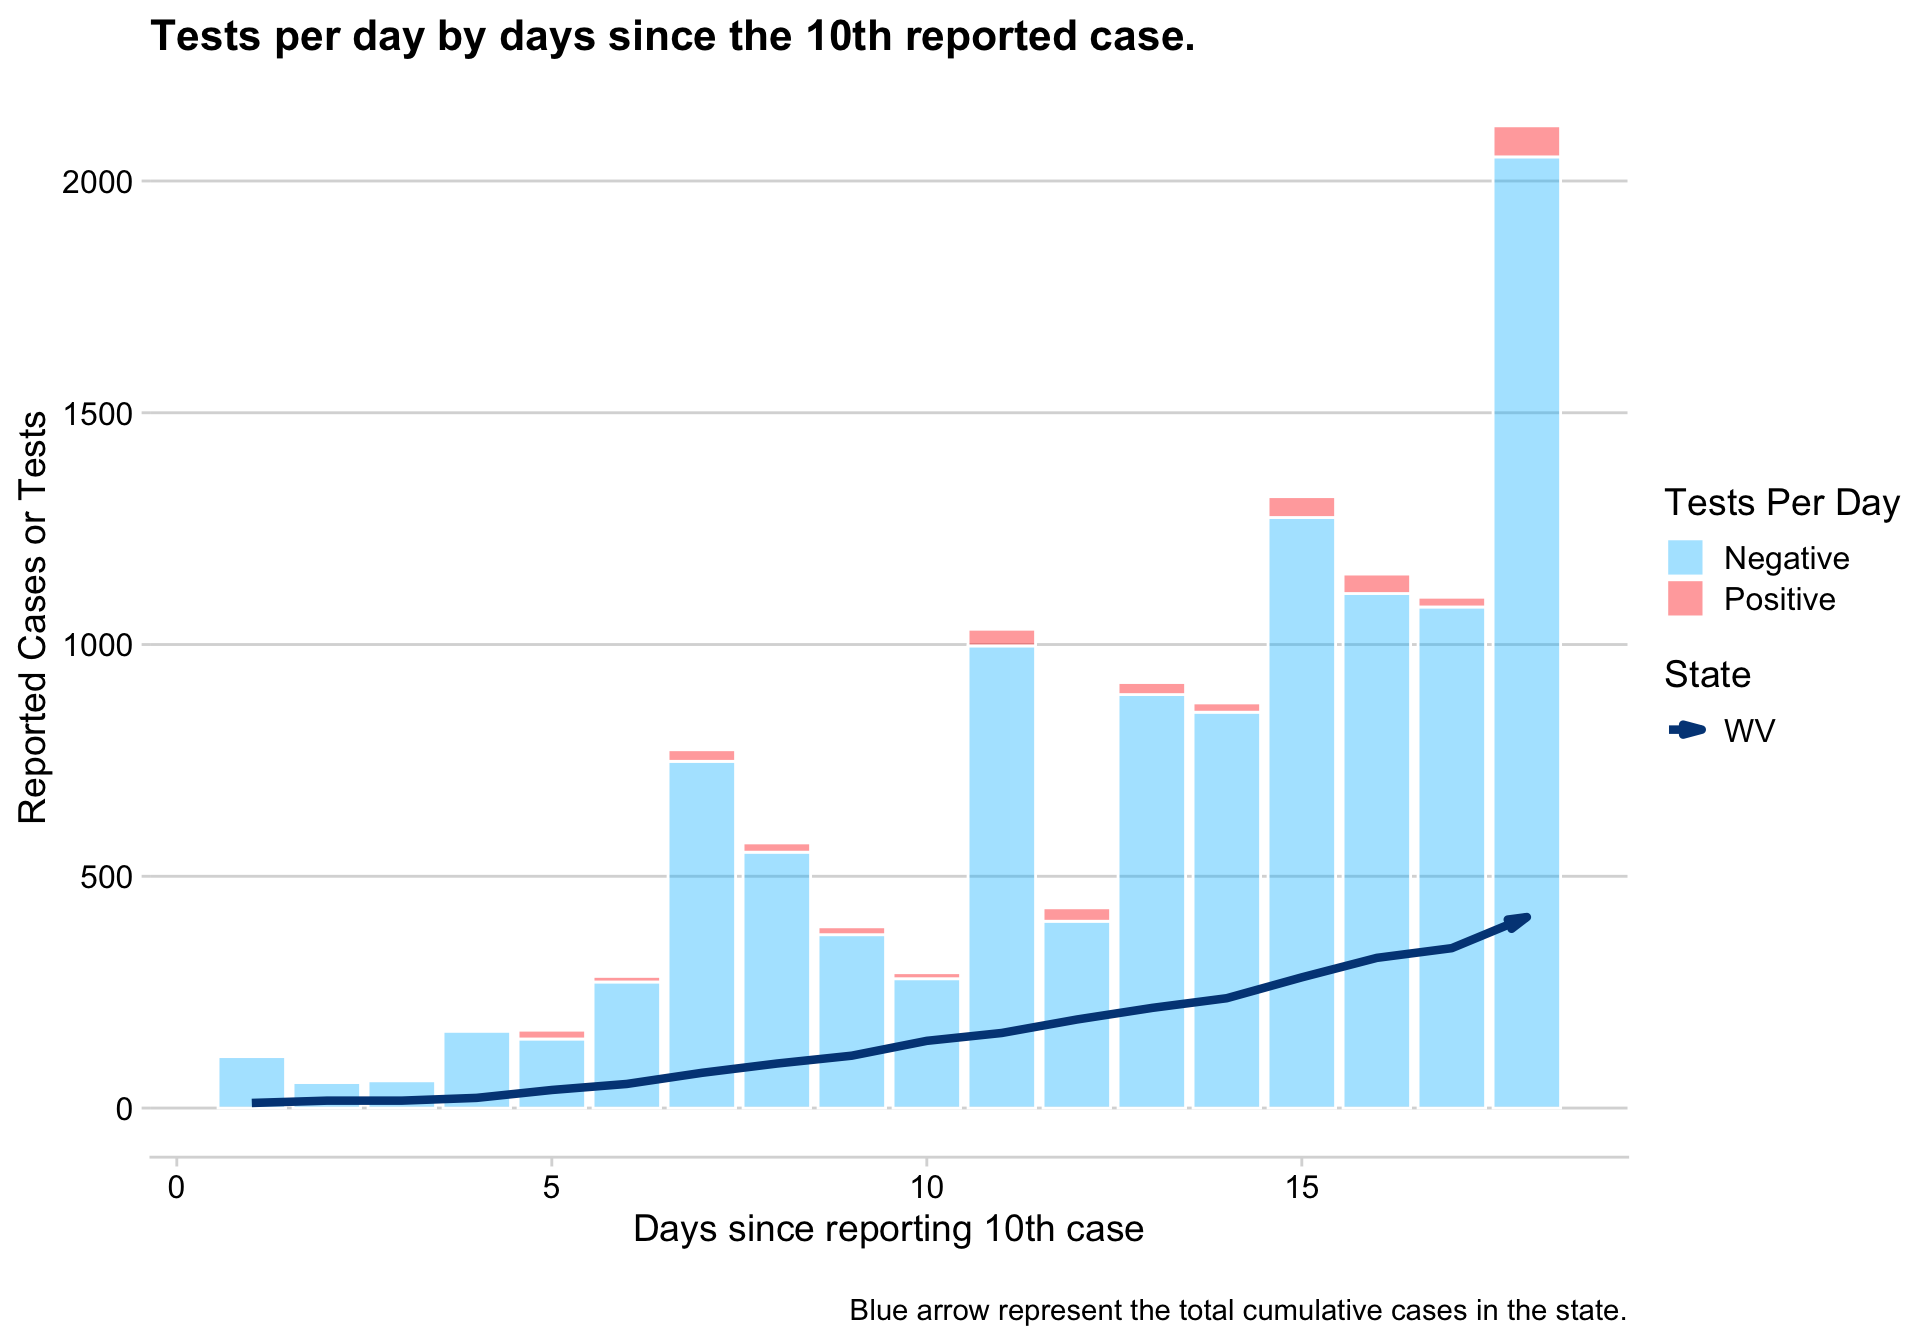 Tests per day by days since the 10th reported case.
Reported Cases or Tests
2000
1500
1000
500
0
0 5 10 15
Days since reporting 10th case
Tests Per Day
Negative
Positive
State
WV
Blue arrow represent the total cumulative cases in the state.